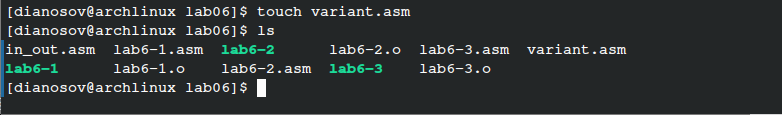 [dianosov@archlinux lab06]$ touch variant.asm
[dianosov@archlinux lab06]$ ls
in_out.asm  lab6-1.asm  lab6-2      lab6-2.o  lab6-3.asm  variant.asm
lab6-1      lab6-1.o    lab6-2.asm  lab6-3    lab6-3.o
[dianosov@archlinux lab06]$